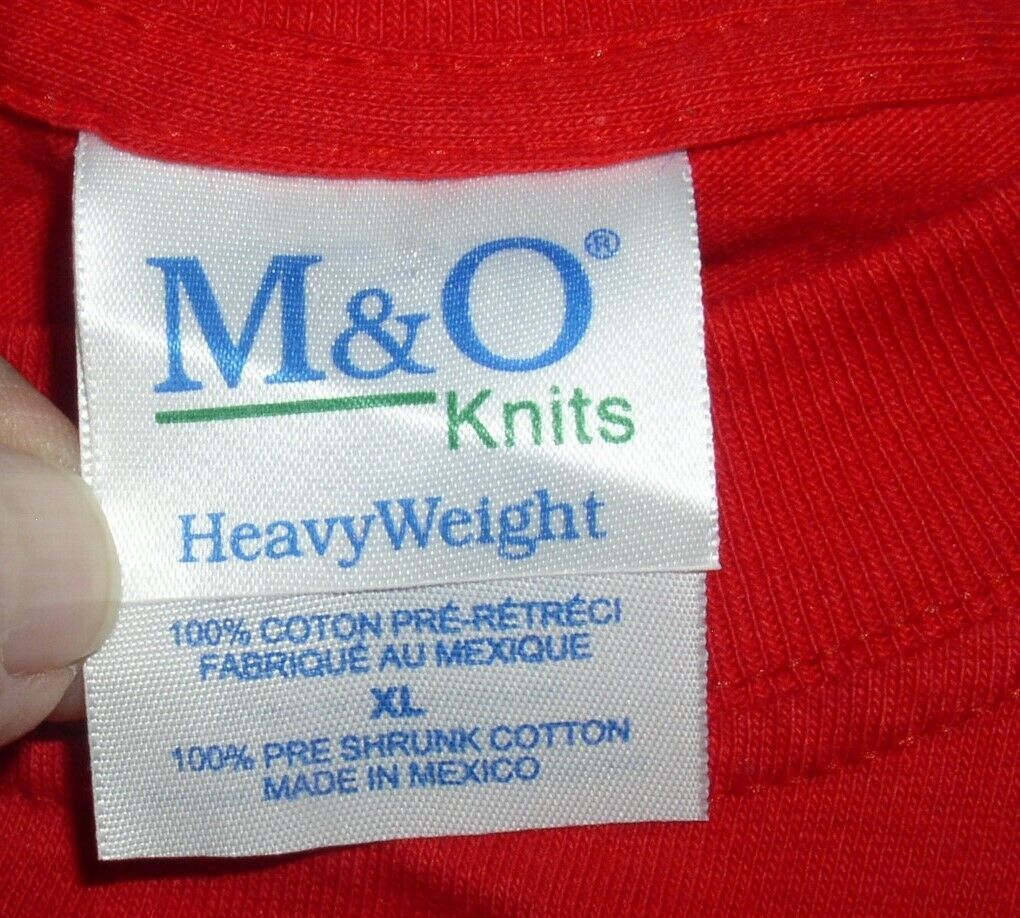 M&O®
Knits
HeavyWeight
100% COTON PRÉ-RÉTRÉCI
FABRIQUÉ AU MEXIQUE
XL
100% PRE SHRUNK COTTON
MADE IN MEXICO